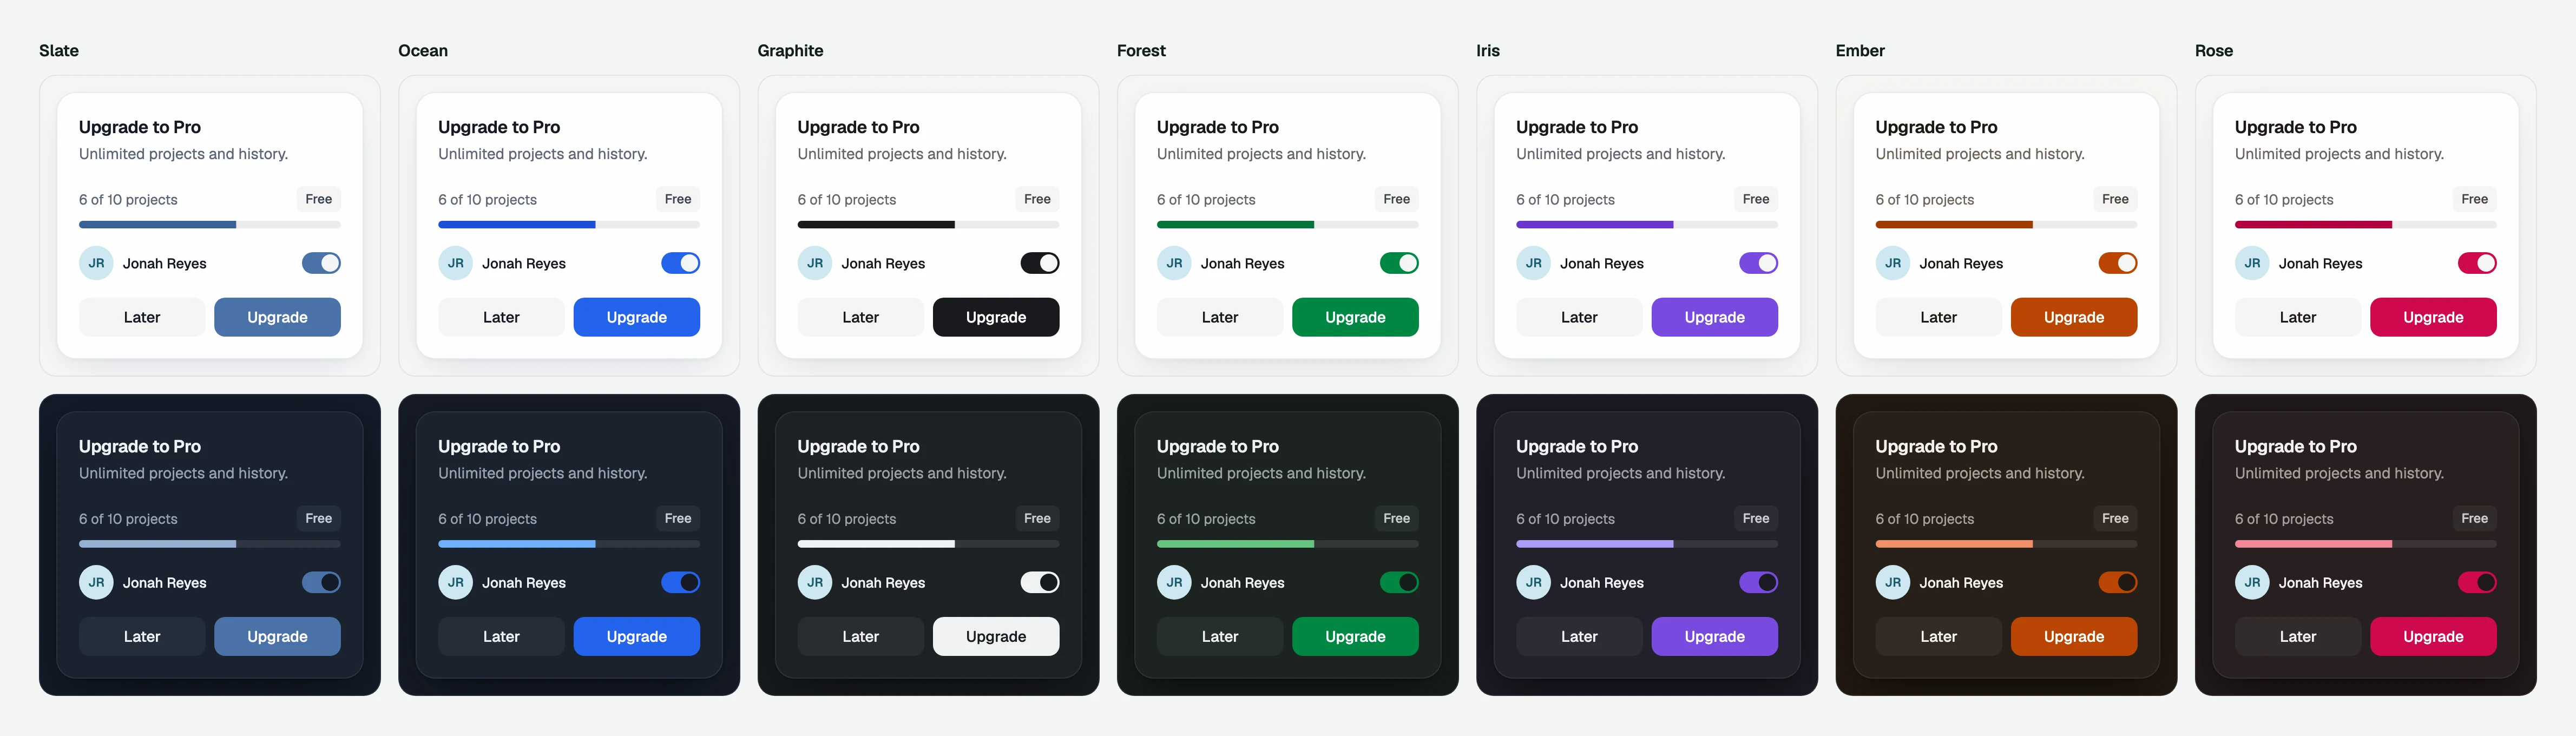 Slate
Ocean
Graphite
Forest
Iris
Ember
Rose
Upgrade to Pro
Unlimited projects and history.
6 of 10 projects
Free
JR
Jonah Reyes
Later
Upgrade
Upgrade to Pro
Unlimited projects and history.
6 of 10 projects
Free
JR
Jonah Reyes
Later
Upgrade
Upgrade to Pro
Unlimited projects and history.
6 of 10 projects
Free
JR
Jonah Reyes
Later
Upgrade
Upgrade to Pro
Unlimited projects and history.
6 of 10 projects
Free
JR
Jonah Reyes
Later
Upgrade
Upgrade to Pro
Unlimited projects and history.
6 of 10 projects
Free
JR
Jonah Reyes
Later
Upgrade
Upgrade to Pro
Unlimited projects and history.
6 of 10 projects
Free
JR
Jonah Reyes
Later
Upgrade
Upgrade to Pro
Unlimited projects and history.
6 of 10 projects
Free
JR
Jonah Reyes
Later
Upgrade
Upgrade to Pro
Unlimited projects and history.
6 of 10 projects
Free
JR
Jonah Reyes
Later
Upgrade
Upgrade to Pro
Unlimited projects and history.
6 of 10 projects
Free
JR
Jonah Reyes
Later
Upgrade
Upgrade to Pro
Unlimited projects and history.
6 of 10 projects
Free
JR
Jonah Reyes
Later
Upgrade
Upgrade to Pro
Unlimited projects and history.
6 of 10 projects
Free
JR
Jonah Reyes
Later
Upgrade
Upgrade to Pro
Unlimited projects and history.
6 of 10 projects
Free
JR
Jonah Reyes
Later
Upgrade
Upgrade to Pro
Unlimited projects and history.
6 of 10 projects
Free
JR
Jonah Reyes
Later
Upgrade
Upgrade to Pro
Unlimited projects and history.
6 of 10 projects
Free
JR
Jonah Reyes
Later
Upgrade